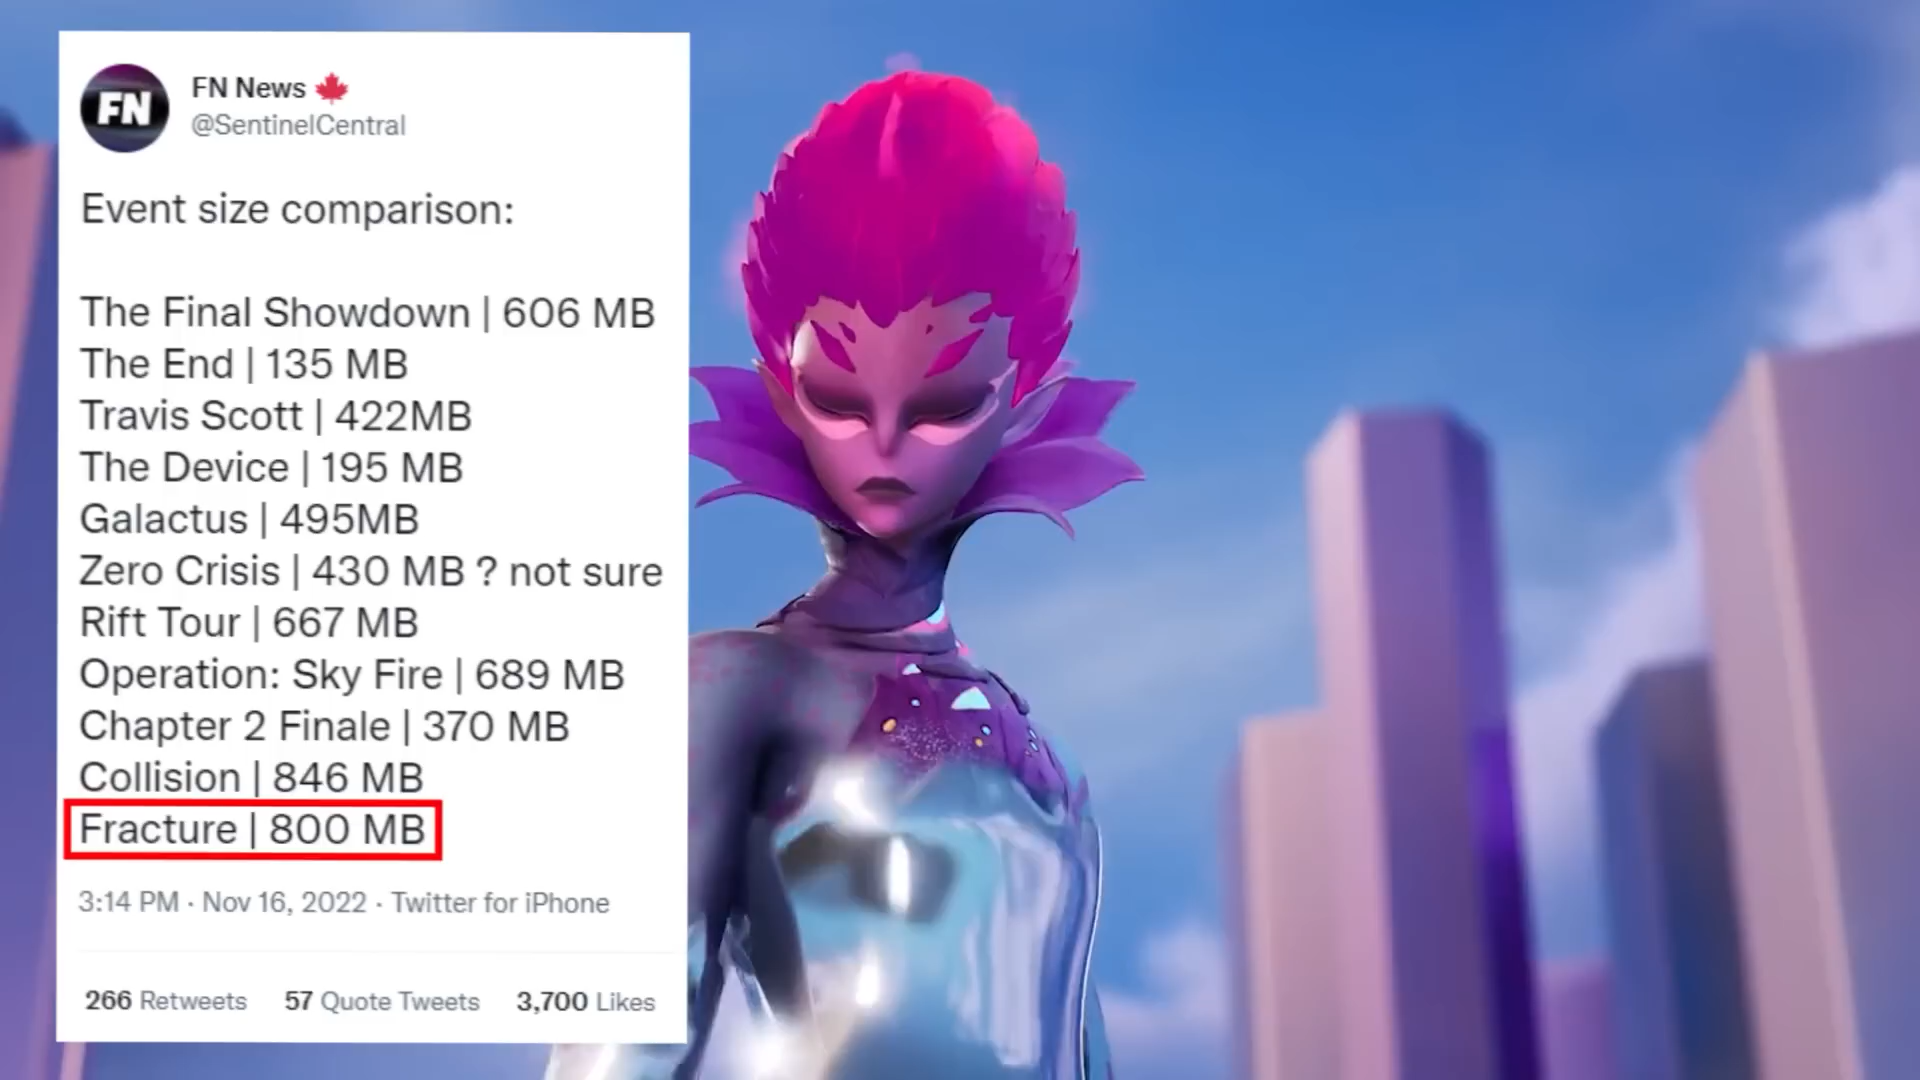 FN
FN News 🍁
@SentinelCentral
Event size comparison:
The Final Showdown | 606 MB
The End | 135 MB
Travis Scott | 422MB
The Device | 195 MB
Galactus | 495MB
Zero Crisis | 430 MB ? not sure
Rift Tour | 667 MB
Operation: Sky Fire | 689 MB
Chapter 2 Finale | 370 MB
Collision | 846 MB
Fracture | 800 MB
3:14 PM · Nov 16, 2022 · Twitter for iPhone
266 Retweets 57 Quote Tweets 3,700 Likes